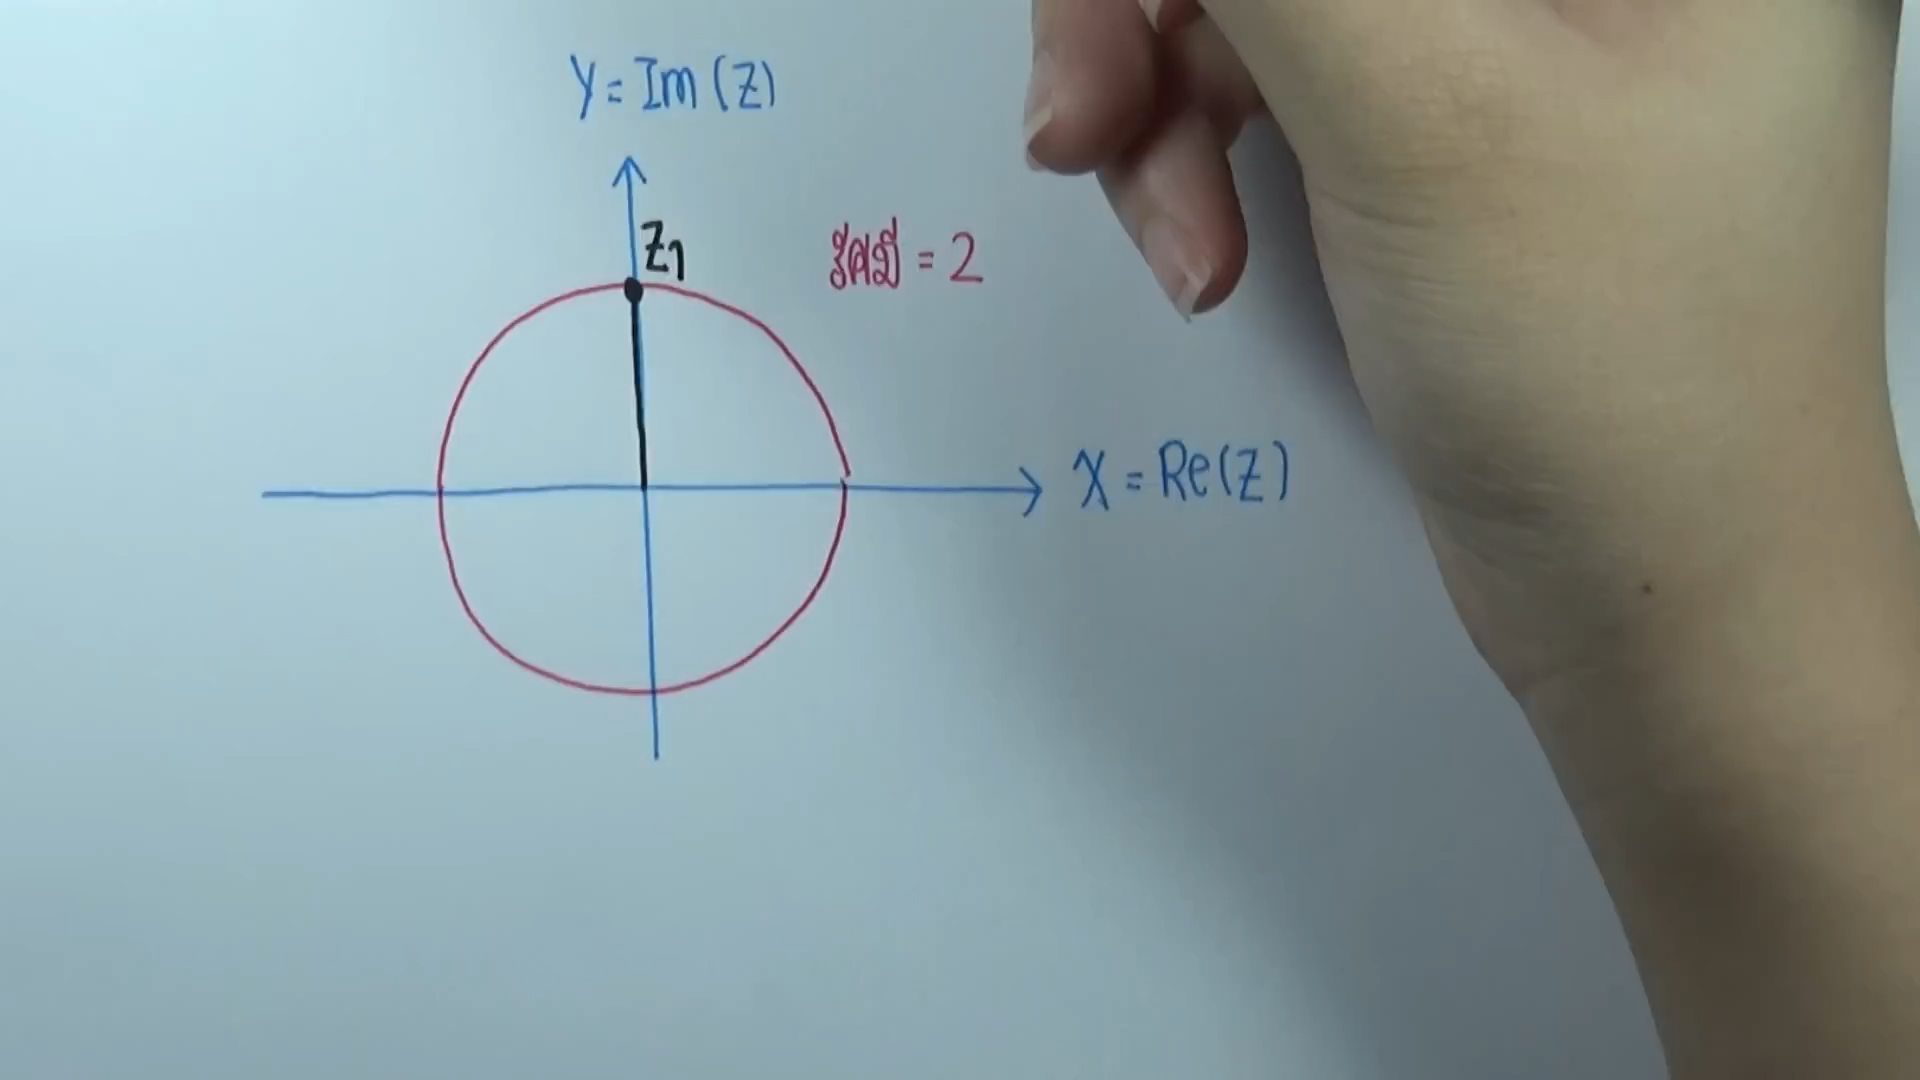 Y = Im (Z)
Z1
รัศมี = 2
X = Re(Z)